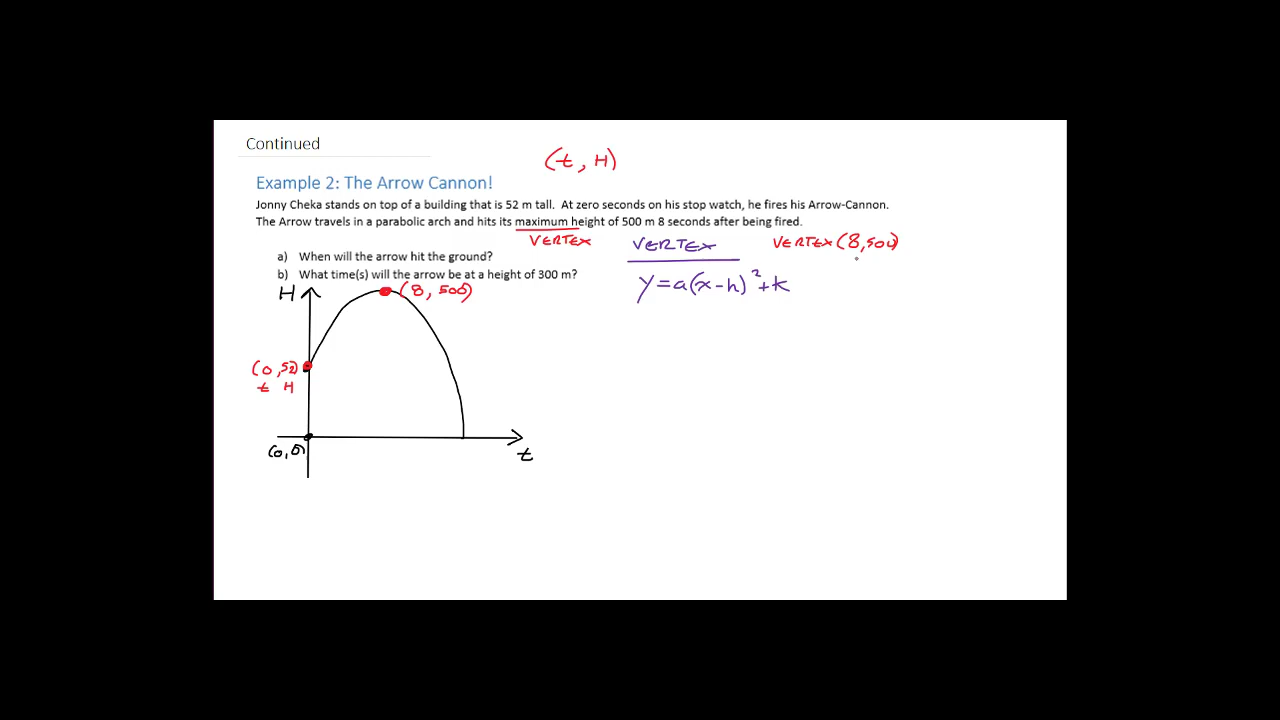 Continued
(t, H)
Example 2: The Arrow Cannon!
Jonny Cheka stands on top of a building that is 52 m tall. At zero seconds on his stop watch, he fires his Arrow-Cannon.
The Arrow travels in a parabolic arch and hits its maximum height of 500 m 8 seconds after being fired.
VERTEX
VERTEX
VERTEX (8,500)
a) When will the arrow hit the ground?
b) What time(s) will the arrow be at a height of 300 m?
y=a(x-h)²+k
H
(8, 500)
(0,52)
t H
(0,0)
t